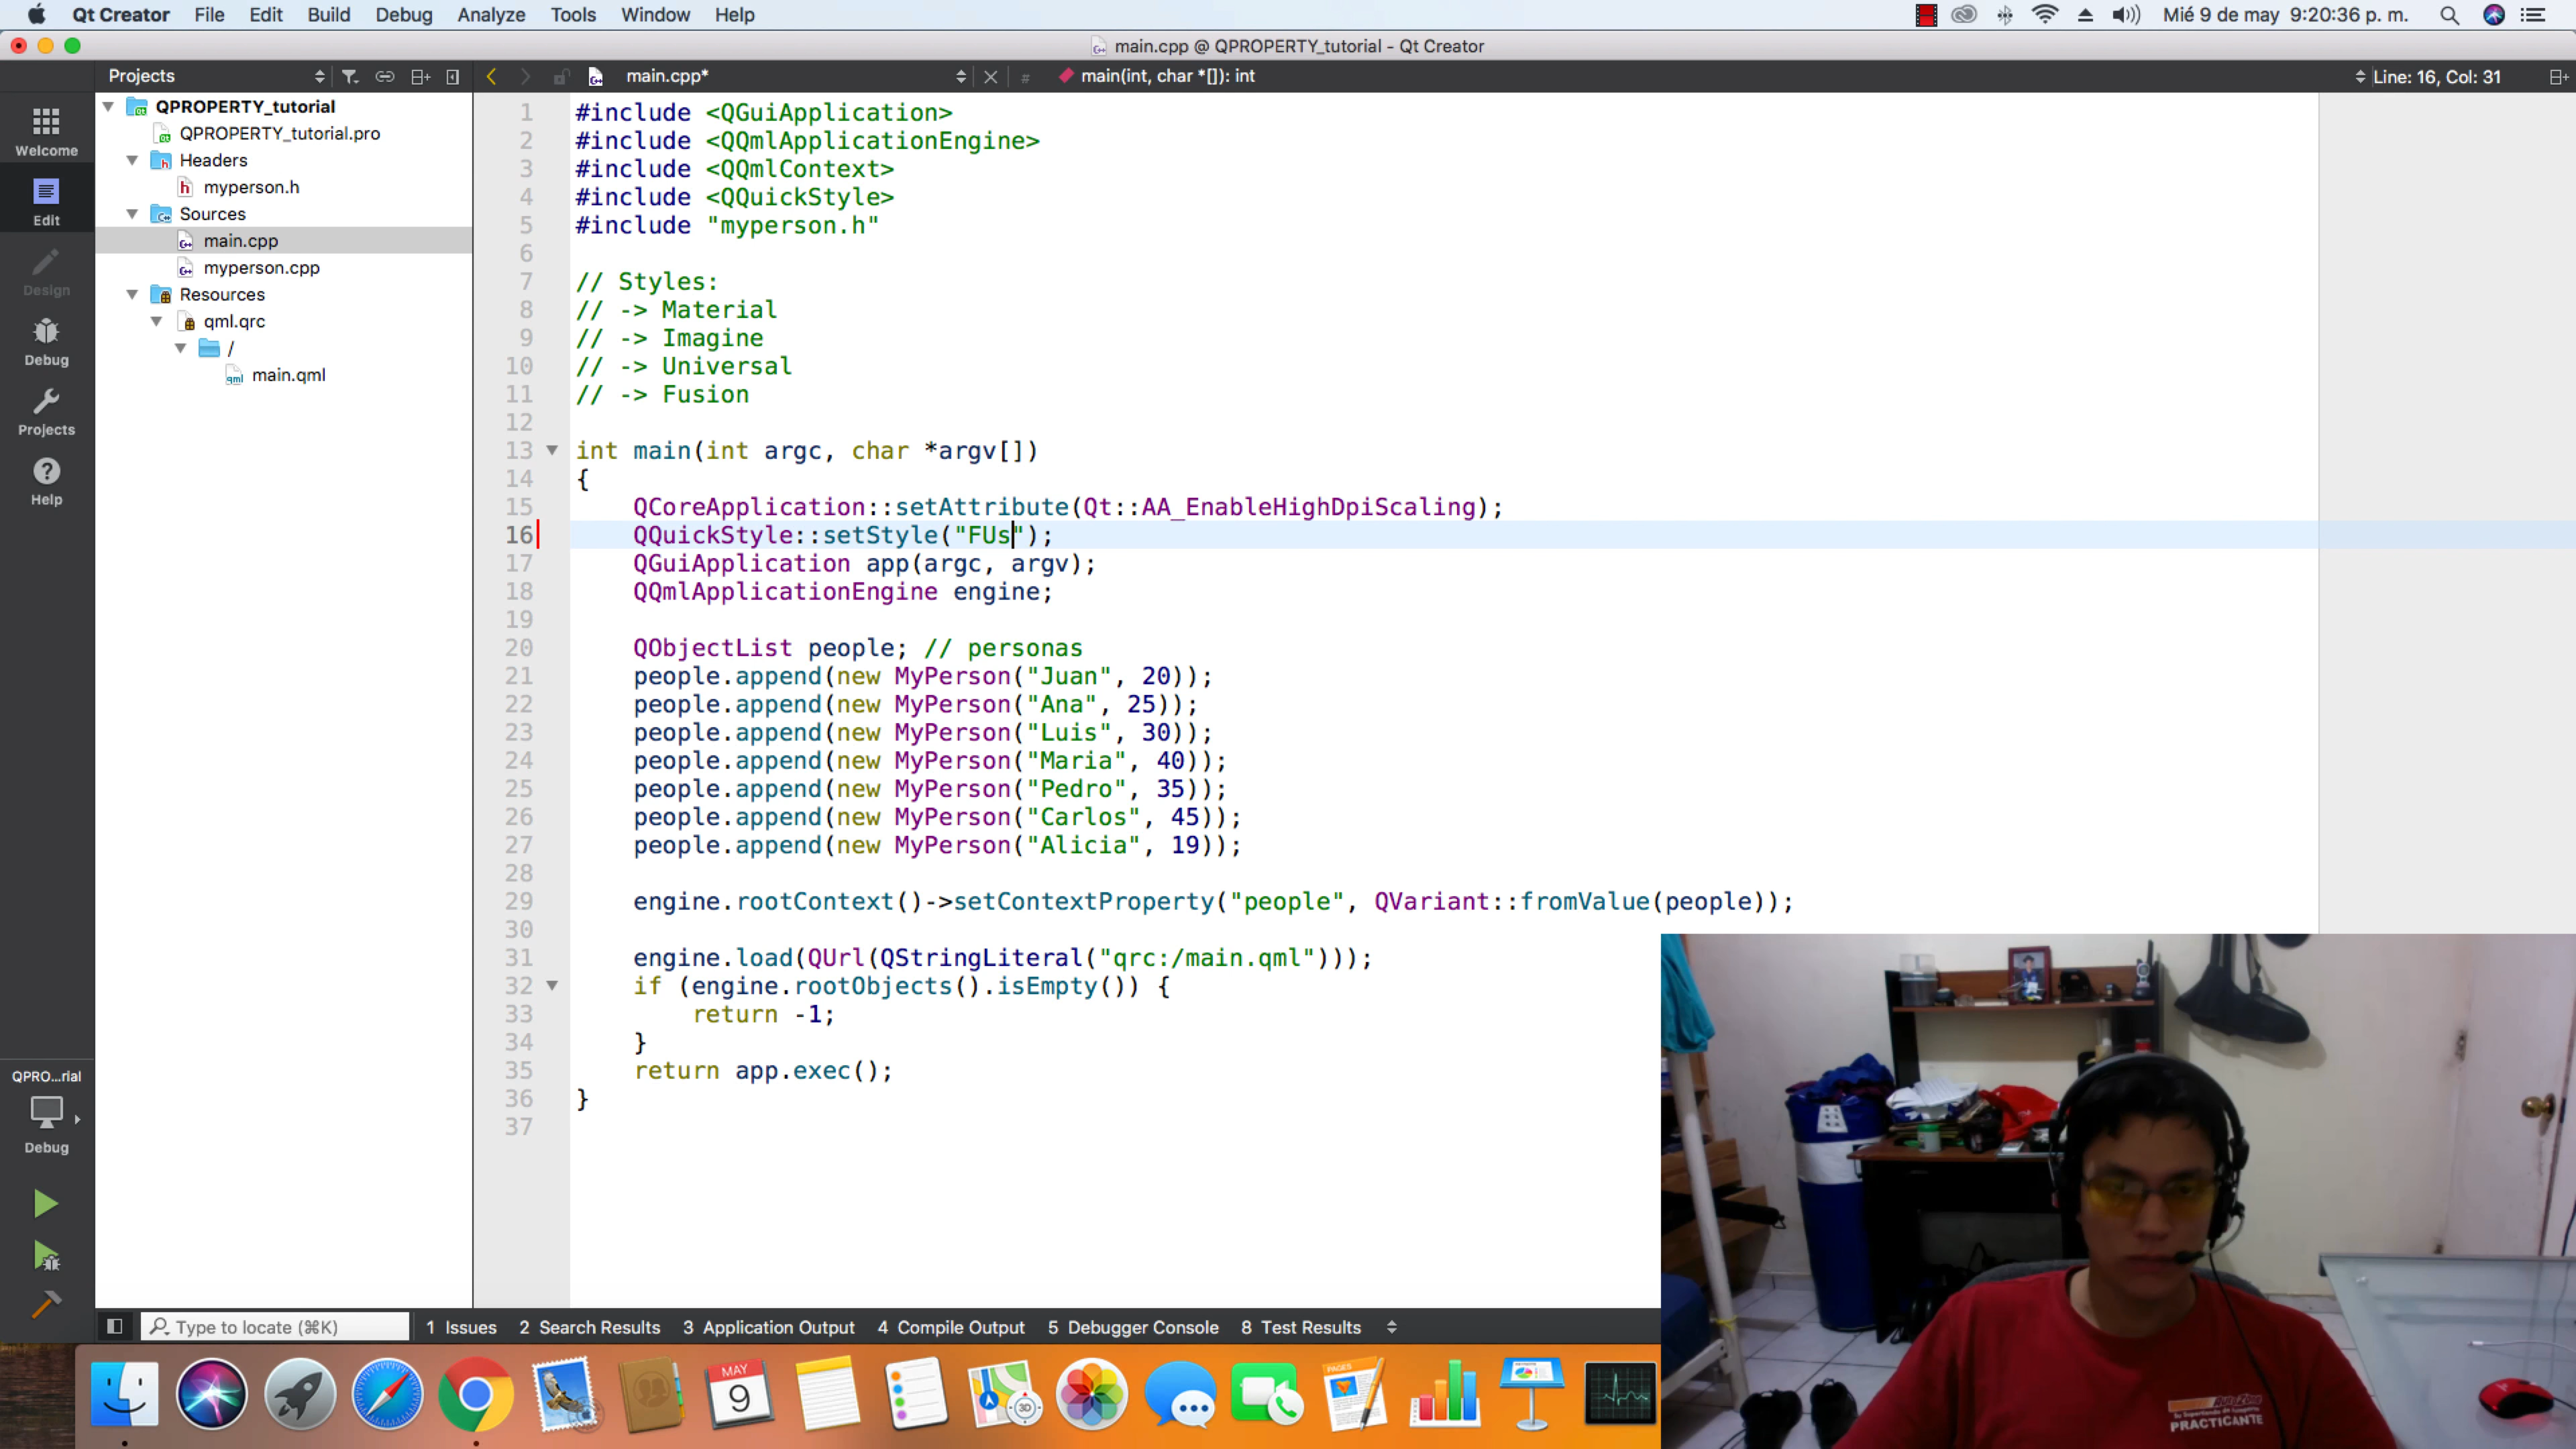 Qt Creator File Edit Build Debug Analyze Tools Window Help Mié 9 de may 9:20:36 p. m.
main.cpp @ QPROPERTY_tutorial - Qt Creator
Projects main.cpp* # main(int, char *[]): int Line: 16, Col: 31
Welcome
Edit
Design
Debug
Projects
Help
QPROPERTY_tutorial
QPROPERTY_tutorial.pro
Headers
myperson.h
Sources
main.cpp
myperson.cpp
Resources
qml.qrc
/
main.qml
1 #include <QGuiApplication>
2 #include <QQmlApplicationEngine>
3 #include <QQmlContext>
4 #include <QQuickStyle>
5 #include "myperson.h"
6
7 // Styles:
8 // -> Material
9 // -> Imagine
10 // -> Universal
11 // -> Fusion
12
13 int main(int argc, char *argv[])
14 {
15 QCoreApplication::setAttribute(Qt::AA_EnableHighDpiScaling);
16 QQuickStyle::setStyle("FUs");
17 QGuiApplication app(argc, argv);
18 QQmlApplicationEngine engine;
19
20 QObjectList people; // personas
21 people.append(new MyPerson("Juan", 20));
22 people.append(new MyPerson("Ana", 25));
23 people.append(new MyPerson("Luis", 30));
24 people.append(new MyPerson("Maria", 40));
25 people.append(new MyPerson("Pedro", 35));
26 people.append(new MyPerson("Carlos", 45));
27 people.append(new MyPerson("Alicia", 19));
28
29 engine.rootContext()->setContextProperty("people", QVariant::fromValue(people));
30
31 engine.load(QUrl(QStringLiteral("qrc:/main.qml")));
32 if (engine.rootObjects().isEmpty()) {
33 return -1;
34 }
35 return app.exec();
36 }
37
QPRO...rial
Debug
Type to locate (⌘K) 1 Issues 2 Search Results 3 Application Output 4 Compile Output 5 Debugger Console 8 Test Results
MAY
9
3D
PAGES
PRACTICANTE